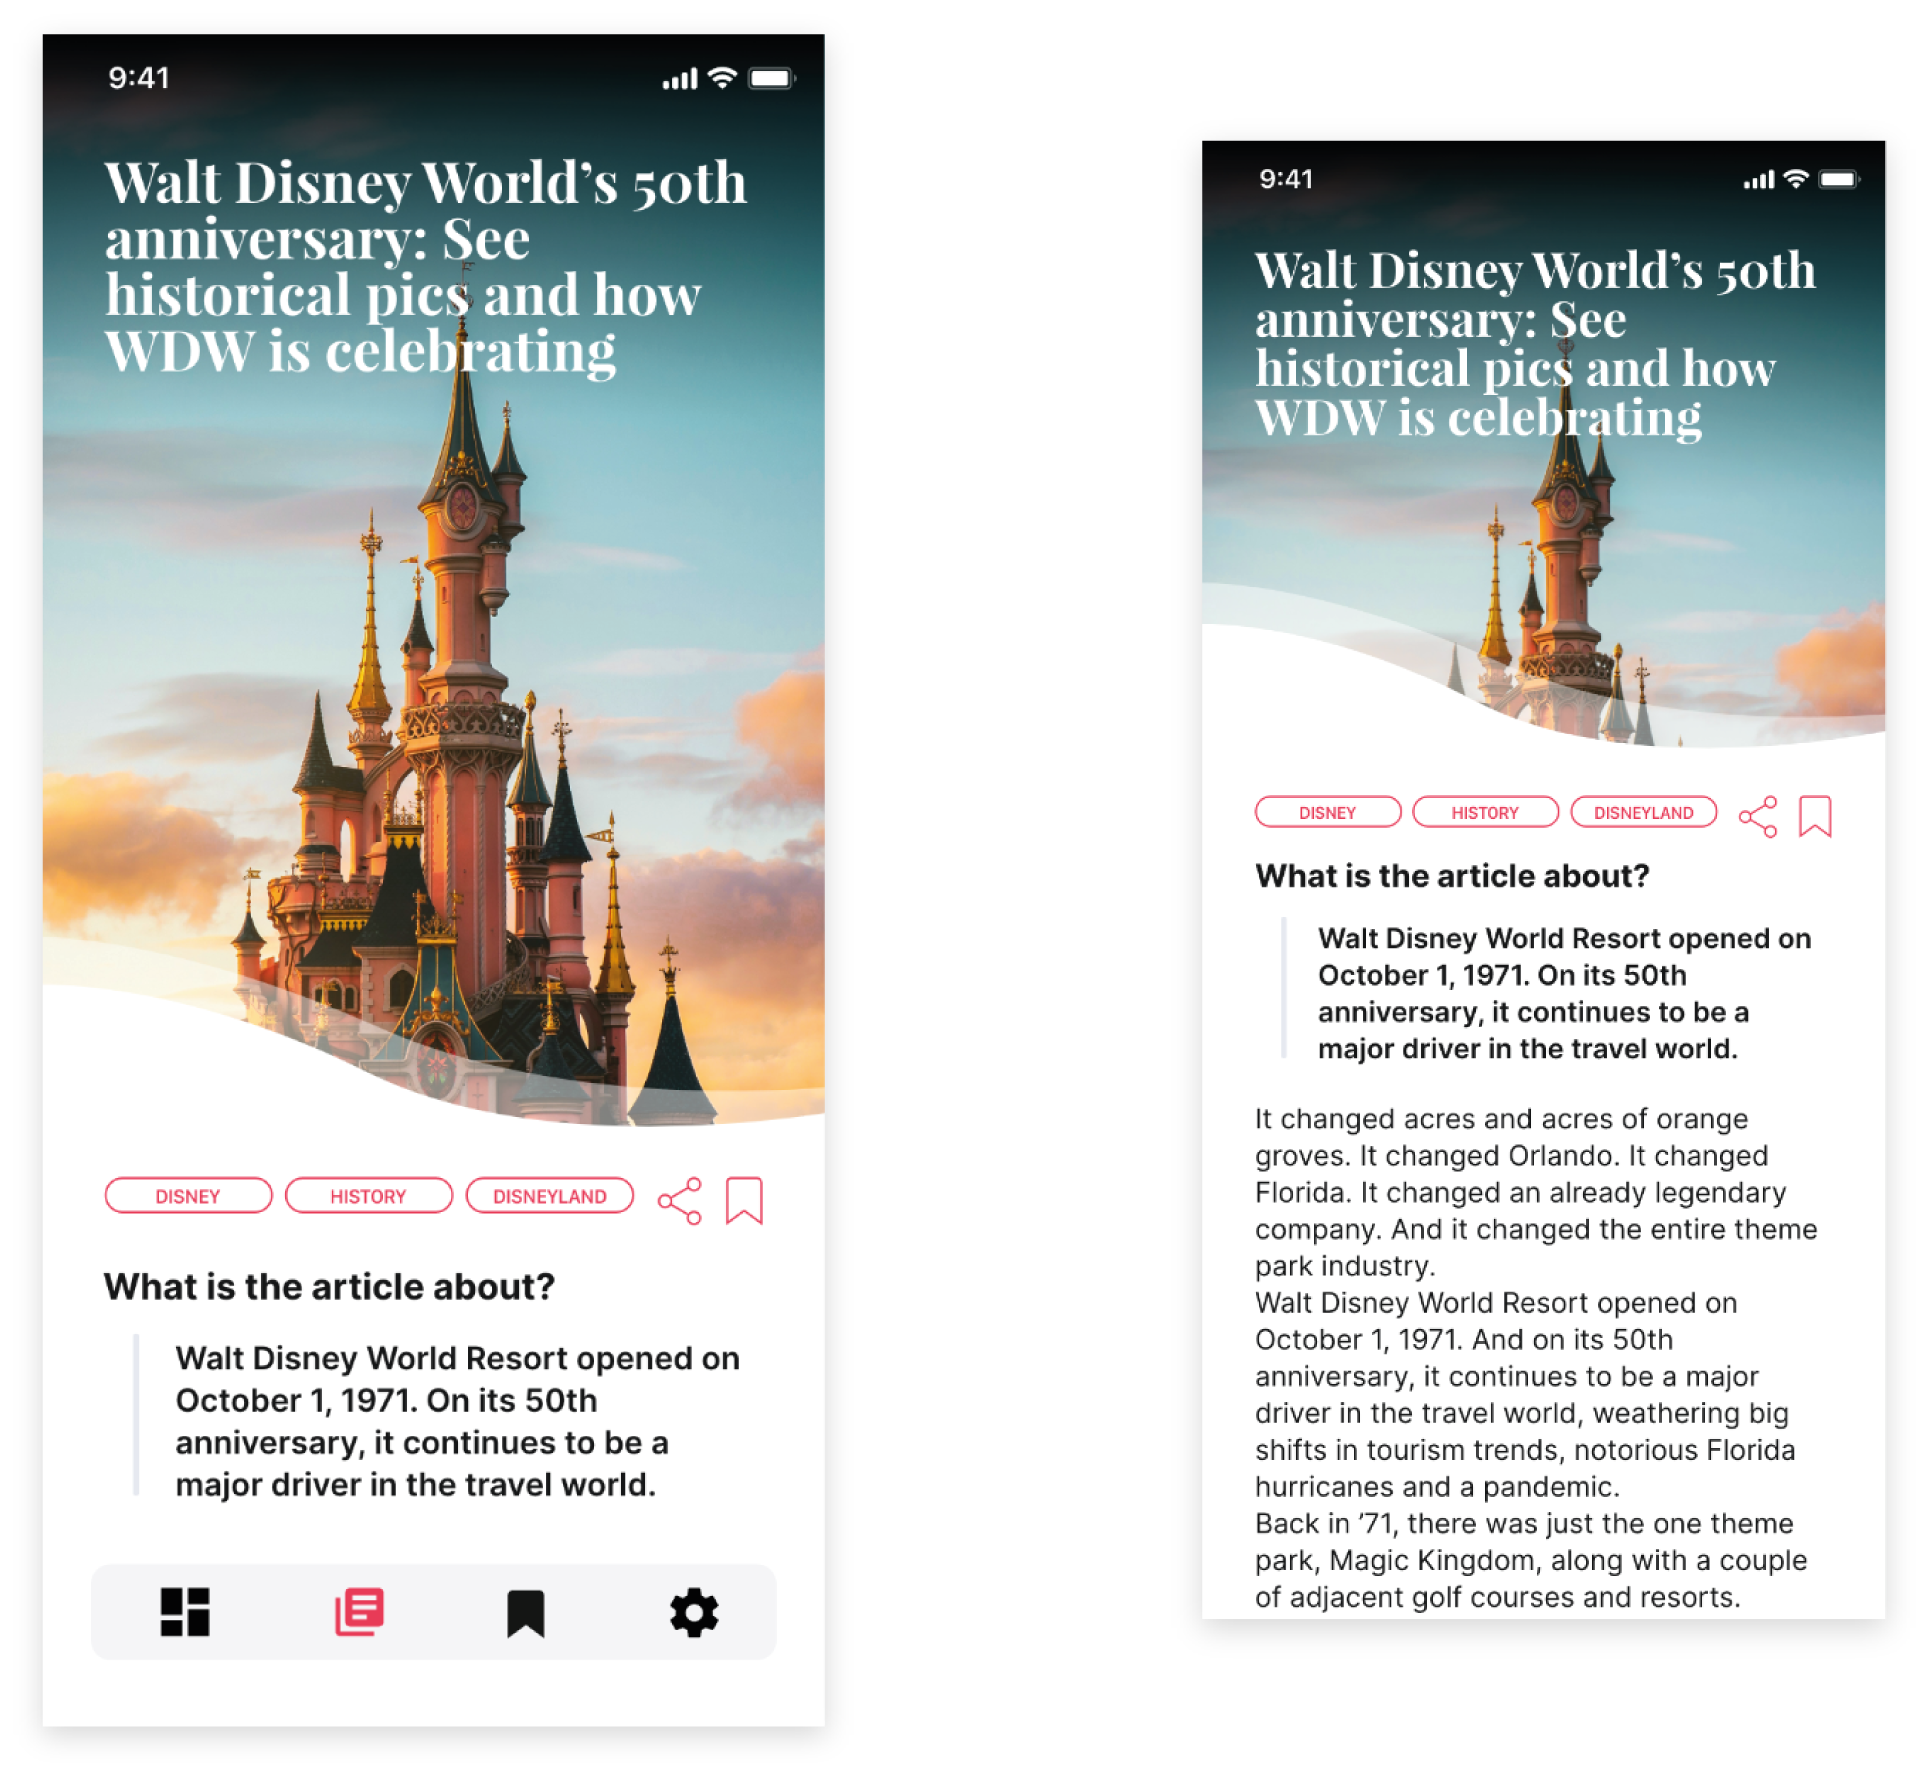 9:41
Walt Disney World’s 50th
anniversary: See
historical pics and how
WDW is celebrating
DISNEY
HISTORY
DISNEYLAND
What is the article about?
Walt Disney World Resort opened on
October 1, 1971. On its 50th
anniversary, it continues to be a
major driver in the travel world.
9:41
Walt Disney World’s 50th
anniversary: See
historical pics and how
WDW is celebrating
DISNEY
HISTORY
DISNEYLAND
What is the article about?
Walt Disney World Resort opened on
October 1, 1971. On its 50th
anniversary, it continues to be a
major driver in the travel world.
It changed acres and acres of orange
groves. It changed Orlando. It changed
Florida. It changed an already legendary
company. And it changed the entire theme
park industry.
Walt Disney World Resort opened on
October 1, 1971. And on its 50th
anniversary, it continues to be a major
driver in the travel world, weathering big
shifts in tourism trends, notorious Florida
hurricanes and a pandemic.
Back in ’71, there was just the one theme
park, Magic Kingdom, along with a couple
of adjacent golf courses and resorts.